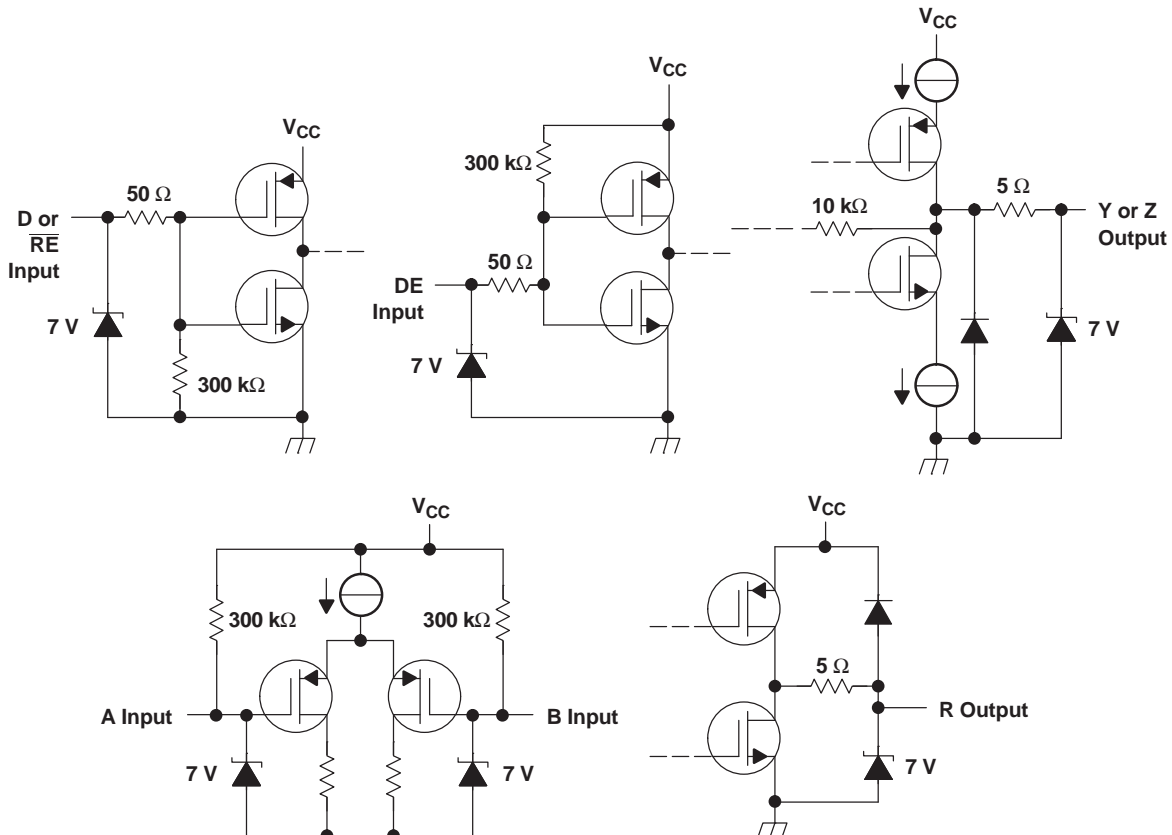 VCC
50 Ω
D or
RE
Input
7 V
300 kΩ
VCC
300 kΩ
50 Ω
DE
Input
7 V
VCC
5 Ω
10 kΩ
Y or Z
Output
7 V
VCC
300 kΩ
300 kΩ
A Input
B Input
7 V
7 V
VCC
5 Ω
R Output
7 V